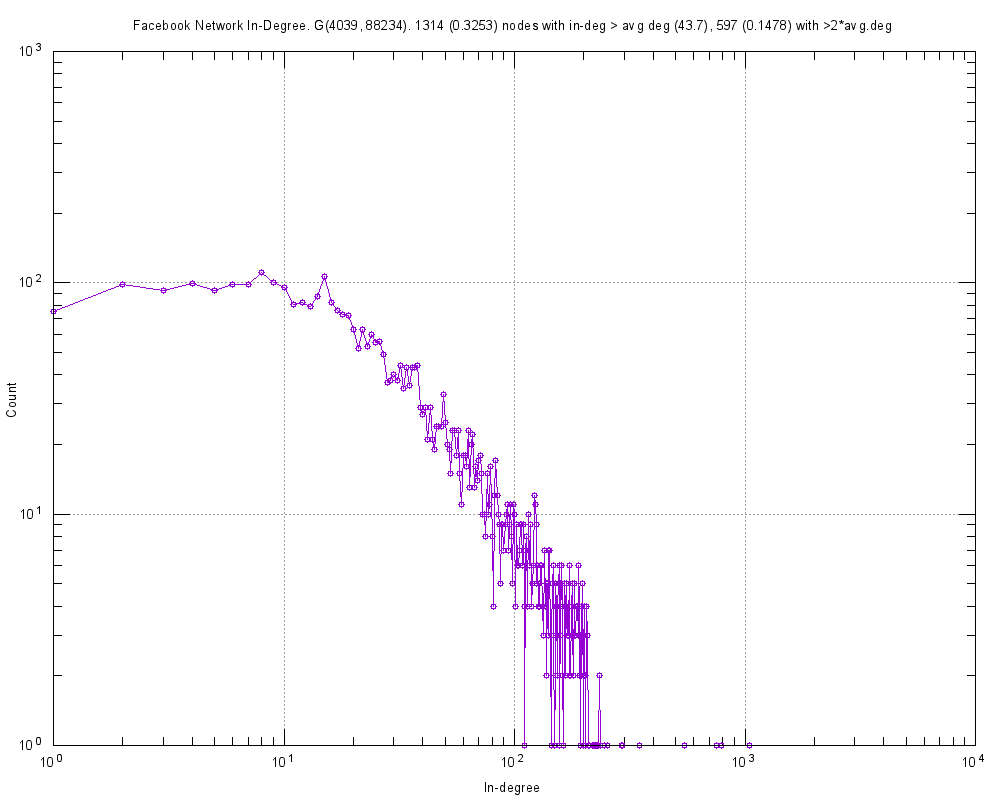 Facebook Network In-Degree. G(4039, 88234). 1314 (0.3253) nodes with in-deg > avg deg (43.7), 597 (0.1478) with >2*avg.deg
10^3
10^2
Count
10^1
10^0
10^0 10^1 10^2 10^3 10^4
In-degree